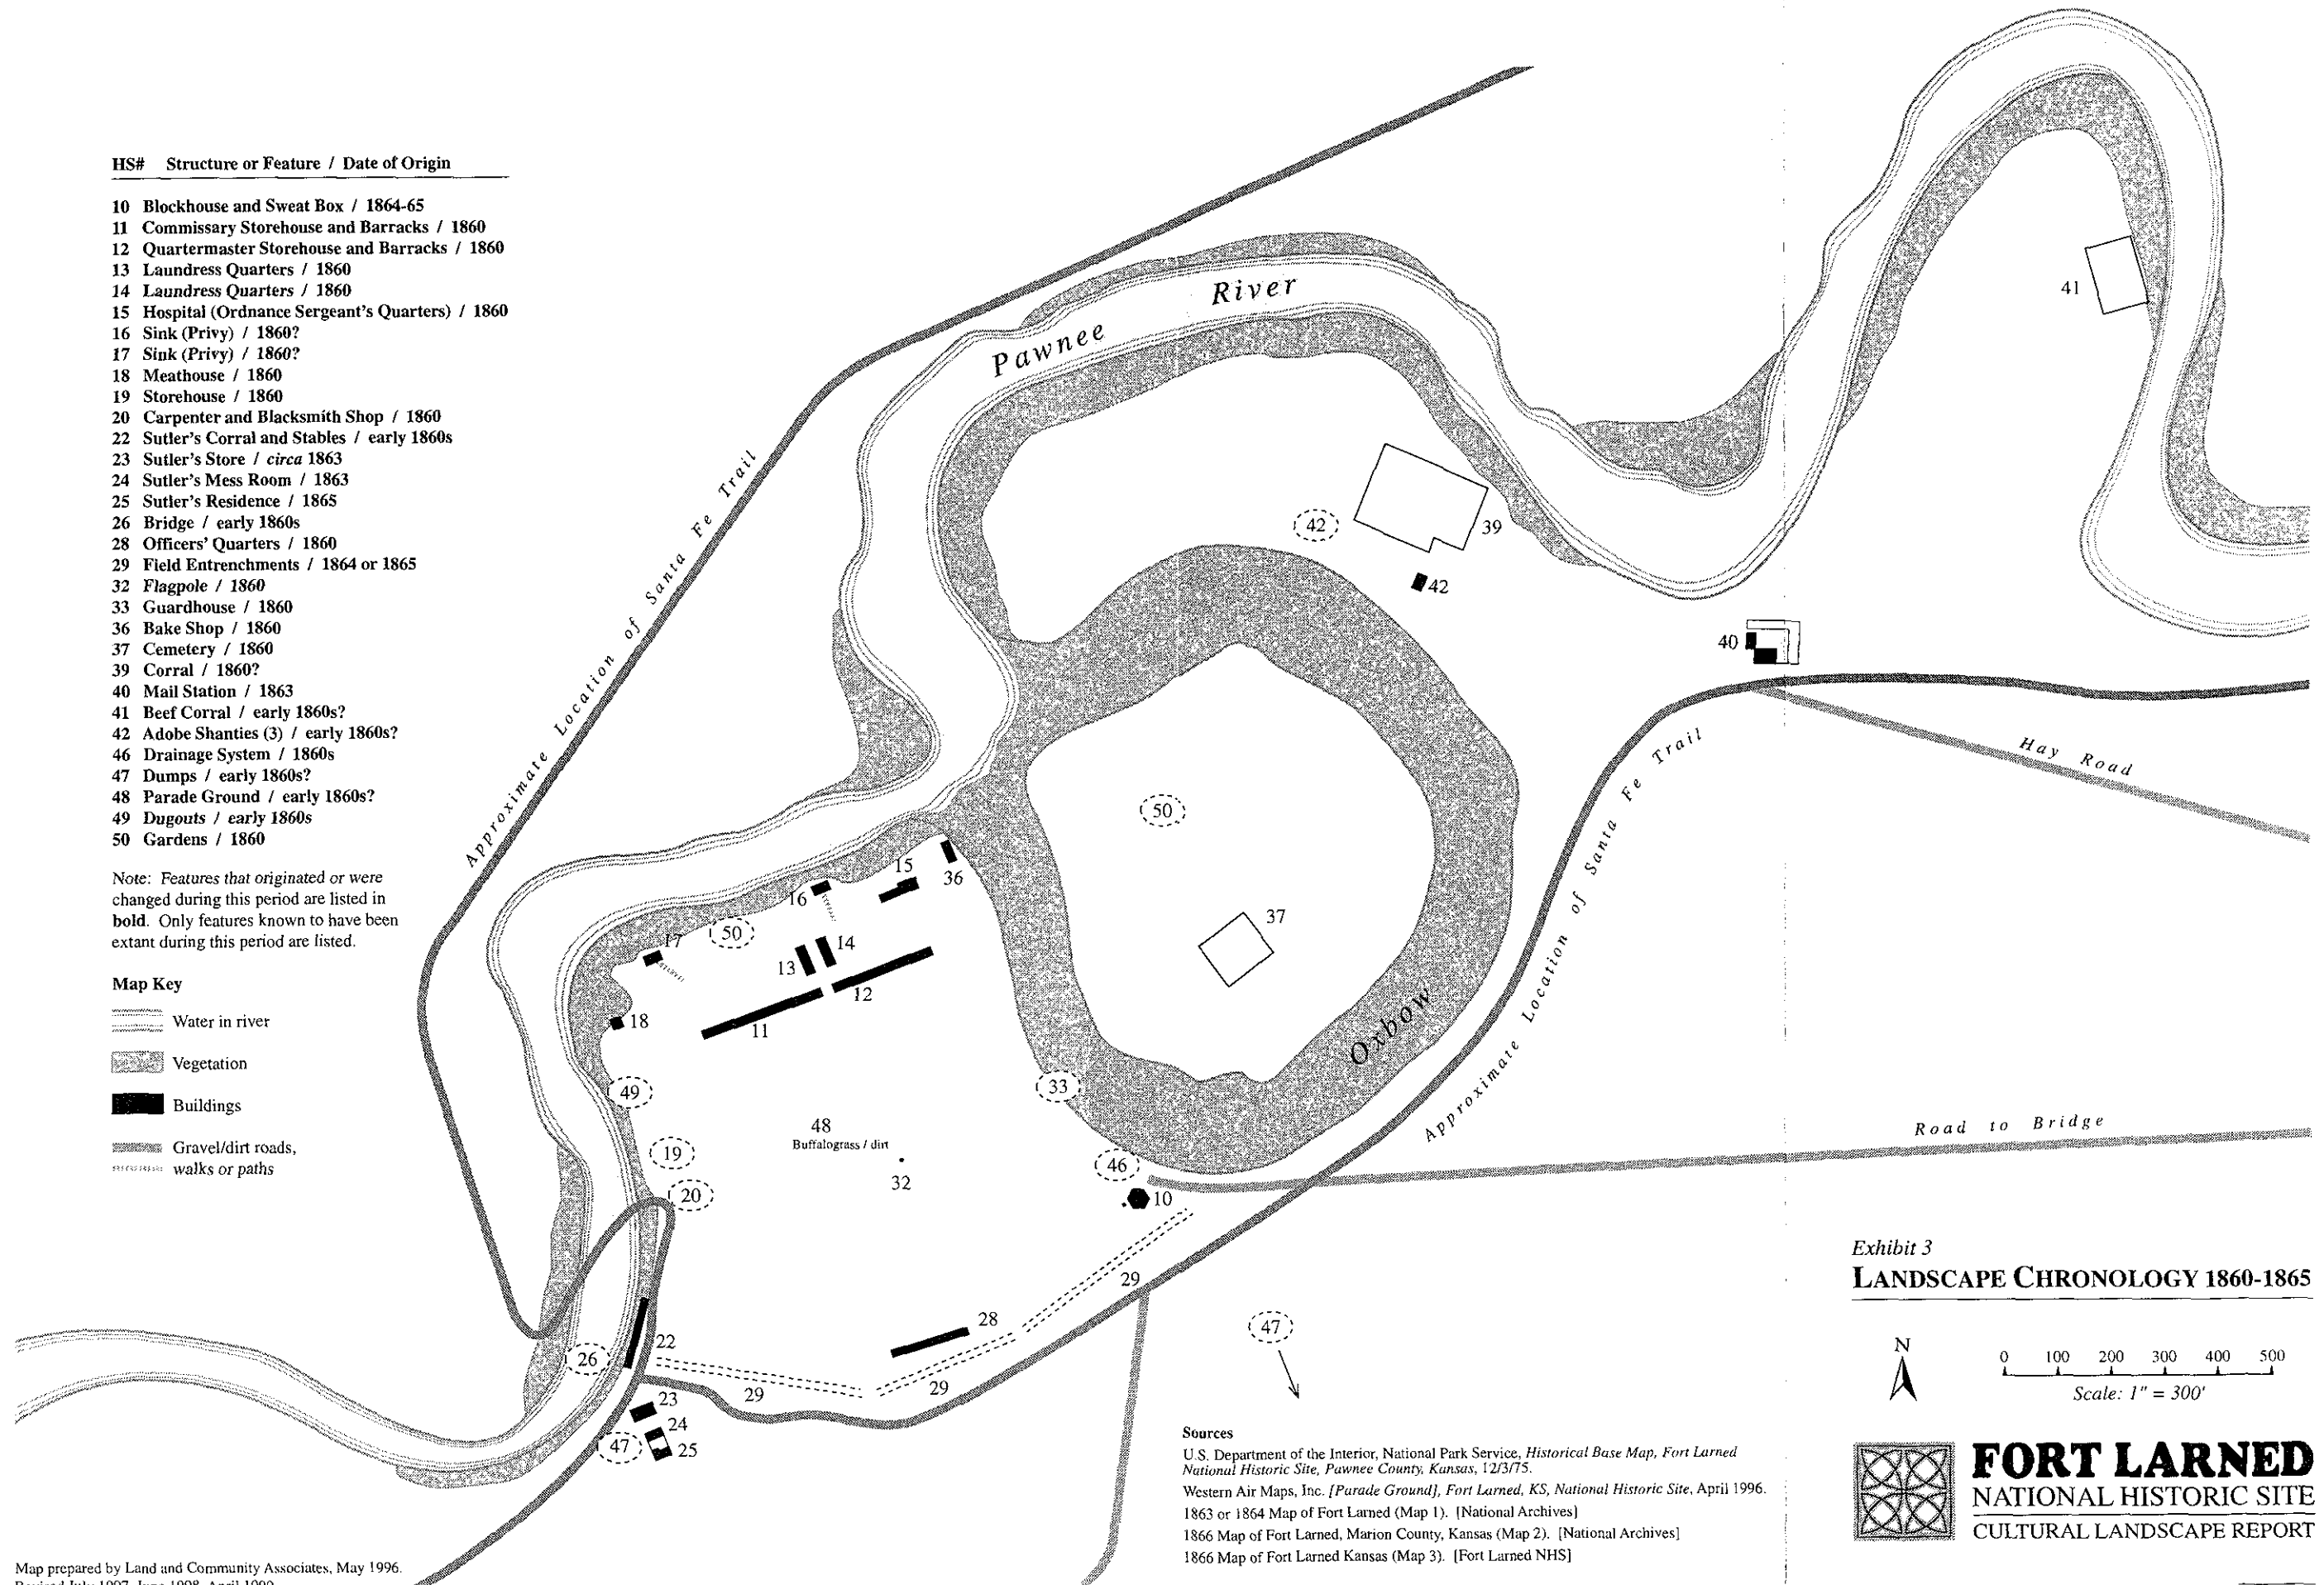 HS# Structure or Feature / Date of Origin
10 Blockhouse and Sweat Box / 1864-65
11 Commissary Storehouse and Barracks / 1860
12 Quartermaster Storehouse and Barracks / 1860
13 Laundress Quarters / 1860
14 Laundress Quarters / 1860
15 Hospital (Ordnance Sergeant's Quarters) / 1860
16 Sink (Privy) / 1860?
17 Sink (Privy) / 1860?
18 Meathouse / 1860
19 Storehouse / 1860
20 Carpenter and Blacksmith Shop / 1860
22 Sutler's Corral and Stables / early 1860s
23 Sutler's Store / circa 1863
24 Sutler's Mess Room / 1863
25 Sutler's Residence / 1865
26 Bridge / early 1860s
28 Officers' Quarters / 1860
29 Field Entrenchments / 1864 or 1865
32 Flagpole / 1860
33 Guardhouse / 1860
36 Bake Shop / 1860
37 Cemetery / 1860
39 Corral / 1860?
40 Mail Station / 1863
41 Beef Corral / early 1860s?
42 Adobe Shanties (3) / early 1860s?
46 Drainage System / 1860s
47 Dumps / early 1860s?
48 Parade Ground / early 1860s?
49 Dugouts / early 1860s
50 Gardens / 1860
Note: Features that originated or were
changed during this period are listed in
bold. Only features known to have been
extant during this period are listed.
Map Key
Water in river
Vegetation
Buildings
Gravel/dirt roads,
walks or paths
Approximate Location of Santa Fe Trail
Pawnee River
41
39
42
42
40
Hay Road
Approximate Location of Santa Fe Trail
50
37
Oxbow
15
36
16
50
17
14
13
12
11
18
49
33
48
Buffalograss / dirt
32
19
20
46
10
Road to Bridge
29
28
47
22
26
29
29
23
24
47
25
Exhibit 3
LANDSCAPE CHRONOLOGY 1860-1865
N
0 100 200 300 400 500
Scale: 1" = 300'
Sources
U.S. Department of the Interior, National Park Service, Historical Base Map, Fort Larned
National Historic Site, Pawnee County, Kansas, 12/3/75.
Western Air Maps, Inc. [Parade Ground], Fort Larned, KS, National Historic Site, April 1996.
1863 or 1864 Map of Fort Larned (Map 1). [National Archives]
1866 Map of Fort Larned, Marion County, Kansas (Map 2). [National Archives]
1866 Map of Fort Larned Kansas (Map 3). [Fort Larned NHS]
FORT LARNED
NATIONAL HISTORIC SITE
CULTURAL LANDSCAPE REPORT
Map prepared by Land and Community Associates, May 1996.
Revised July 1997, June 1998, April 1999